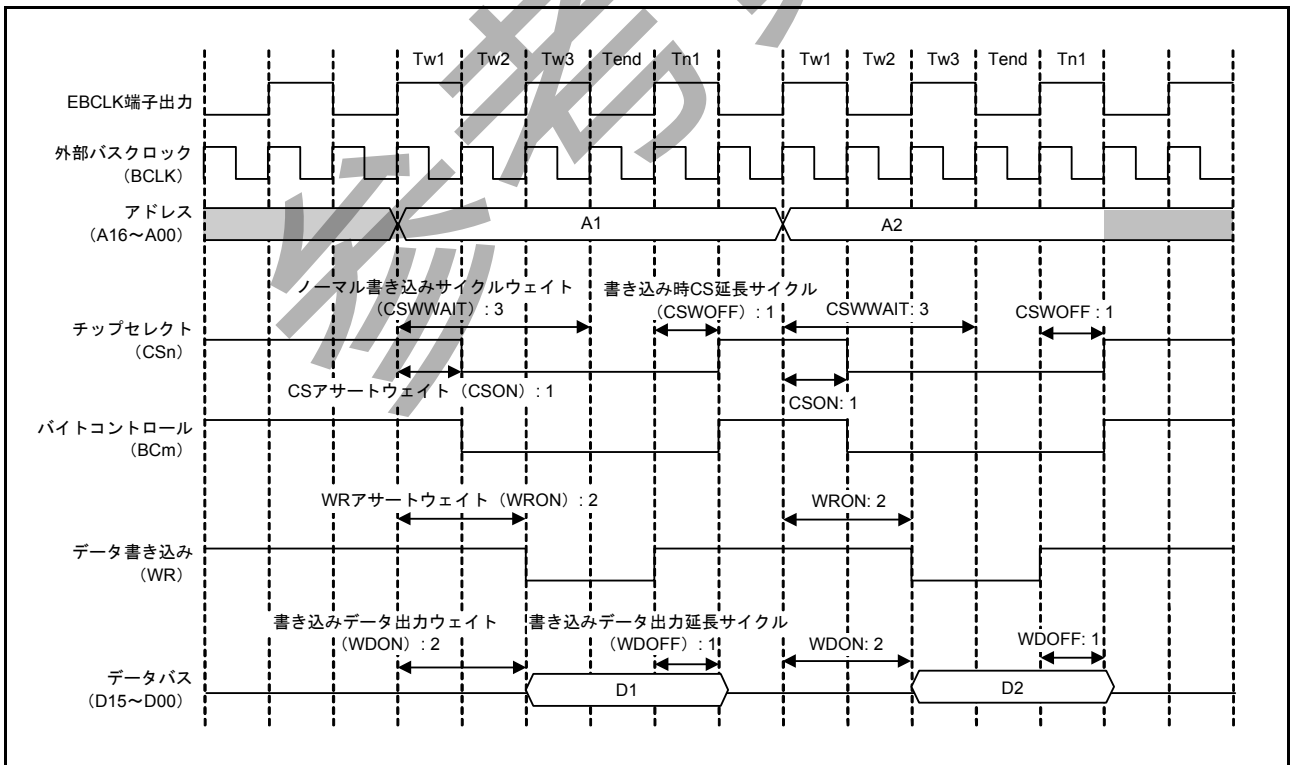 Tw1 Tw2 Tw3 Tend Tn1 Tw1 Tw2 Tw3 Tend Tn1
EBCLK端子出力
外部バスクロック
(BCLK)
アドレス
(A16~A00)
A1 A2
ノーマル書き込みサイクルウェイト
(CSWWAIT):3
書き込み時CS延長サイクル
(CSWOFF):1
CSWWAIT: 3
CSWOFF : 1
チップセレクト
(CSn)
CSアサートウェイト(CSON): 1
CSON: 1
バイトコントロール
(BCm)
WRアサートウェイト(WRON): 2
WRON: 2
データ書き込み
(WR)
書き込みデータ出力ウェイト
(WDON):2
書き込みデータ出力延長サイクル
(WDOFF): 1
WDON: 2
WDOFF: 1
データバス
(D15~D00)
D1 D2